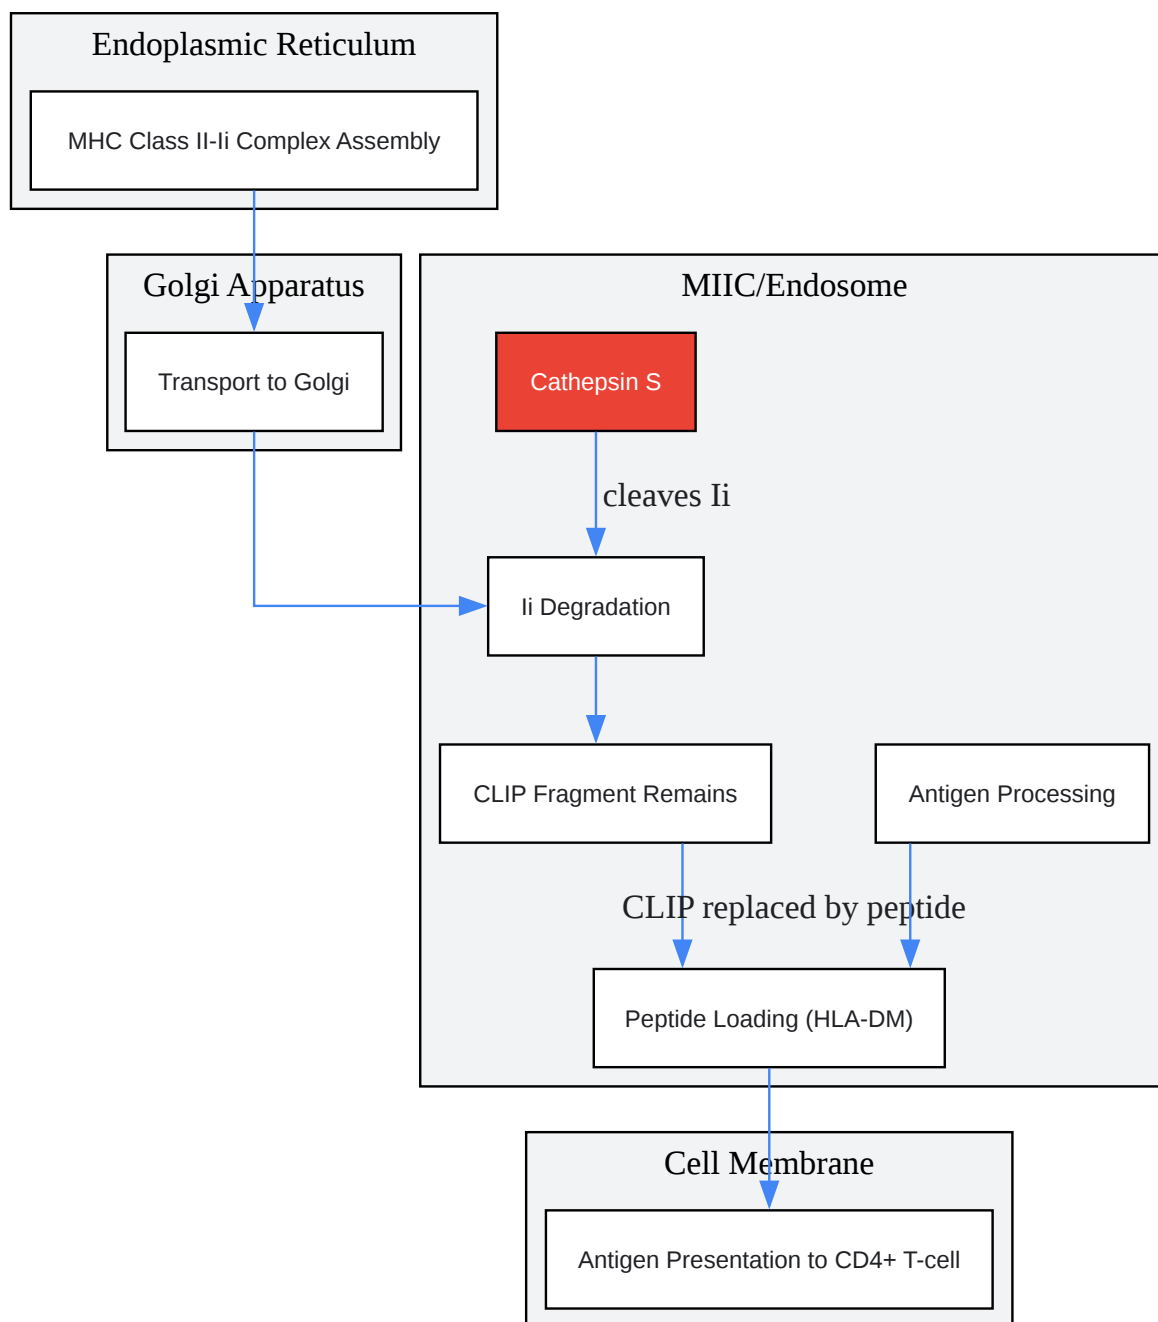 Endoplasmic Reticulum
MHC Class II-Ii Complex Assembly
Golgi Apparatus
Transport to Golgi
MIIC/Endosome
Cathepsin S
cleaves Ii
Ii Degradation
CLIP Fragment Remains
Antigen Processing
CLIP replaced by peptide
Peptide Loading (HLA-DM)
Cell Membrane
Antigen Presentation to CD4+ T-cell